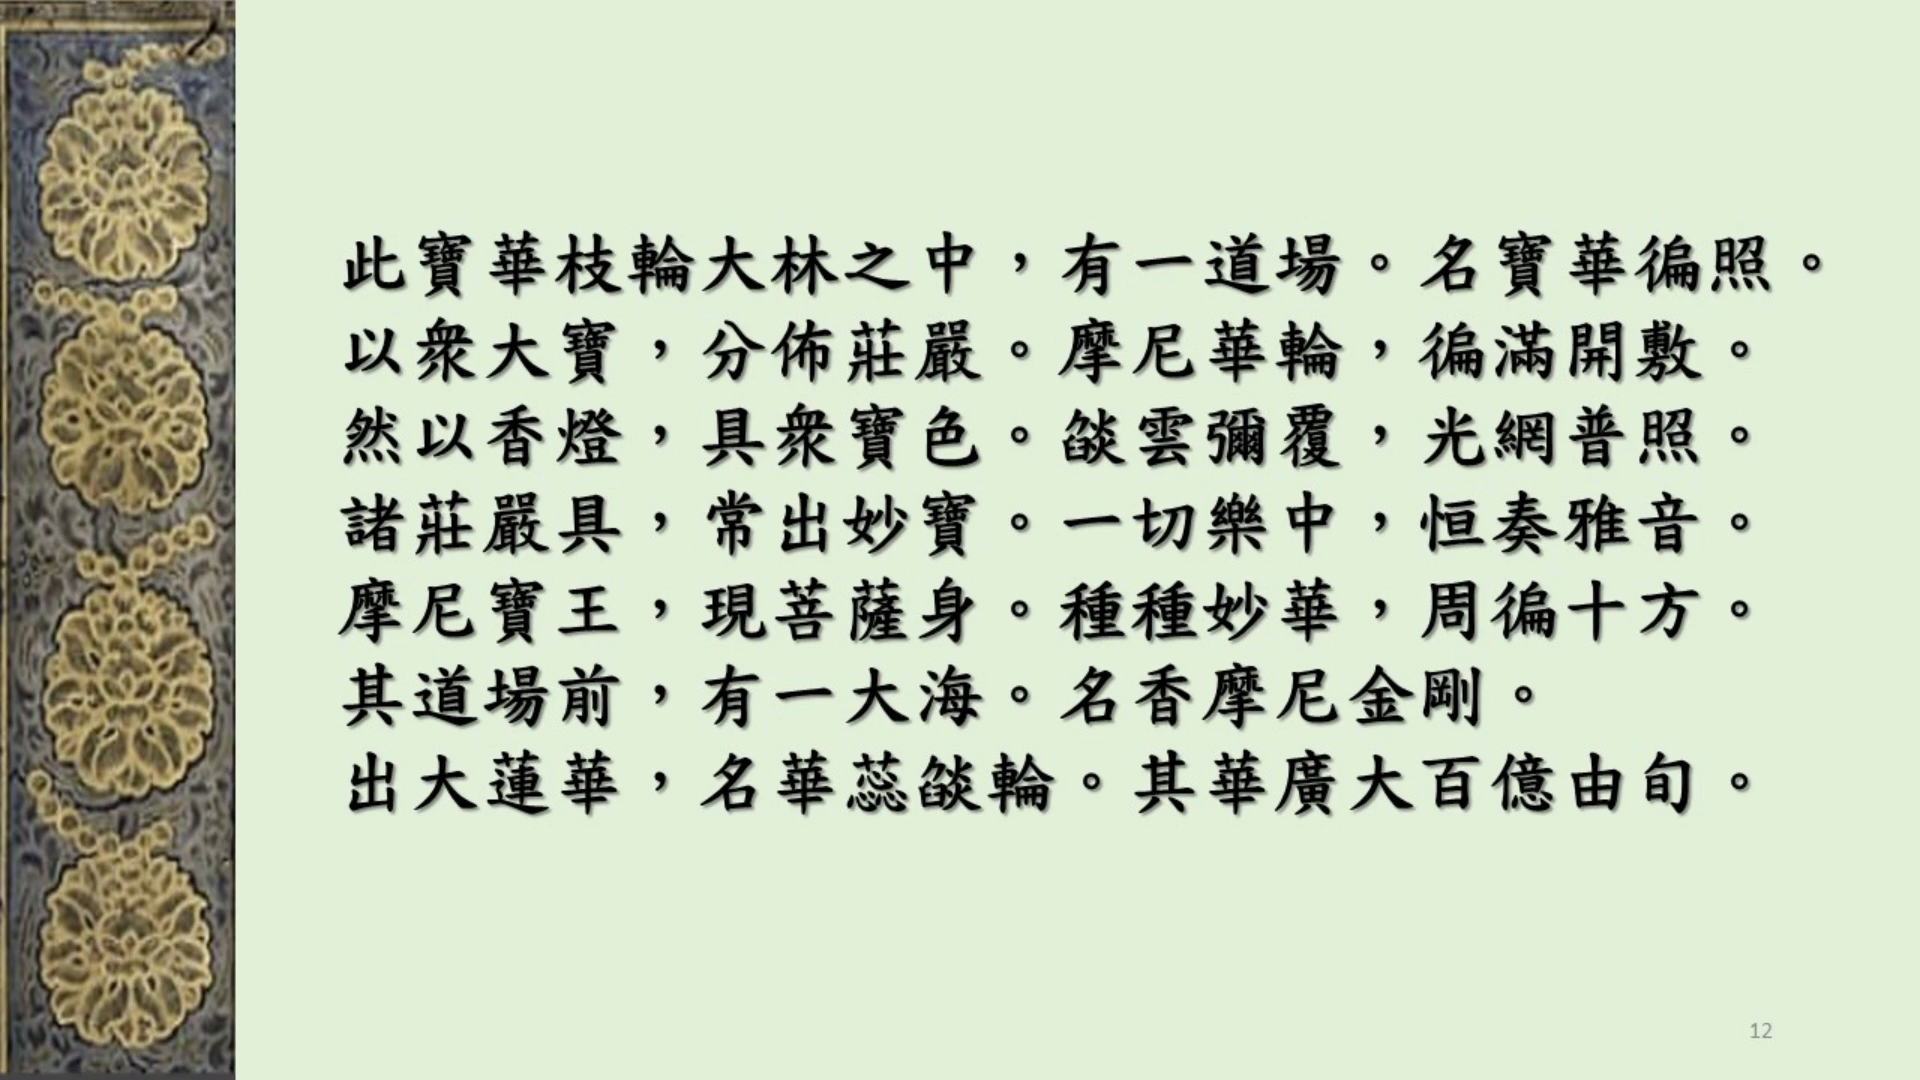 此寶華枝輪大林之中，有一道場。名寶華徧照。
以衆大寶，分佈莊嚴。摩尼華輪，徧滿開敷。
然以香燈，具衆寶色。燄雲彌覆，光網普照。
諸莊嚴具，常出妙寶。一切樂中，恒奏雅音。
摩尼寶王，現菩薩身。種種妙華，周徧十方。
其道場前，有一大海。名香摩尼金剛。
出大蓮華，名華蕊燄輪。其華廣大百億由旬。
12